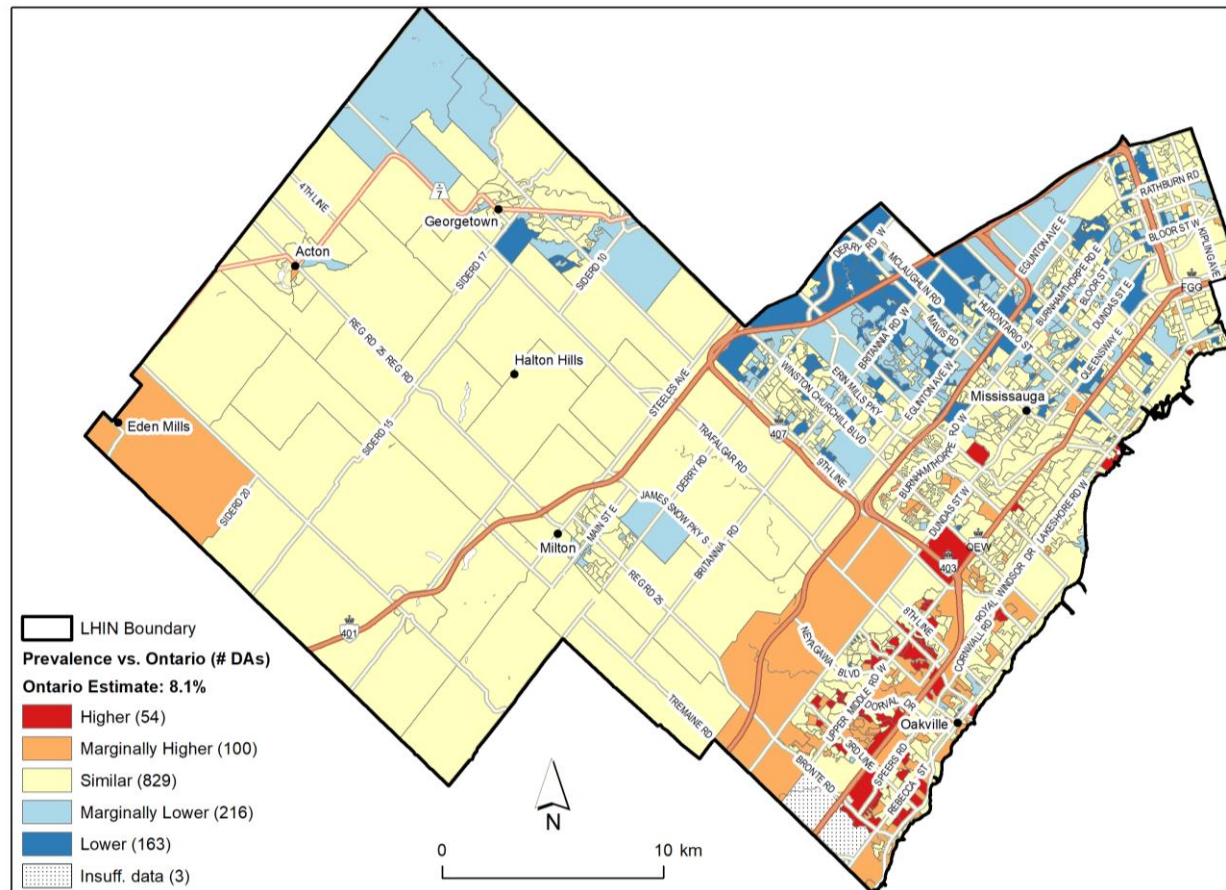 RATHBURN RD
BLOOR ST W
KIPLING AVE
EGLINTON AVE E
BURNHAMTHORPE RD E
BLOOR ST
DUNDAS ST E
FGG
QUEENSWAY E
DERRY RD W
MCLAUGHLIN RD
HURONTARIO ST
MAVIS RD
BRITANNIA RD W
ERIN MILLS PKY
EGLINTON AVE W
WINSTON CHURCHILL BLVD
Mississauga
4TH LINE
7
Georgetown
Acton
SIDERD 17
SIDERD 10
REG RD 25 REG RD
Halton Hills
STEELES AVE
407
9TH LINE
BURNHAMTHORPE RD W
Eden Mills
SIDERD 15
TRAFALGAR RD
DERRY RD
SIDERD 20
MAIN ST E
JAMES SNOW PKY S
Milton
BRITANNIA RD
REG RD 25
DUNDAS ST W
LAKESHORE RD W
QEW
403
ROYAL WINDSOR DR
CORNWALL RD
8TH LINE
401
NEYAGAWA BLVD
UPPER MIDDLE RD W
DORVAL DR
TREMAINE RD
Oakville
3RD LINE
SPEERS RD
BRONTE RD
REBECCA ST
LHIN Boundary
Prevalence vs. Ontario (# DAs)
Ontario Estimate: 8.1%
Higher (54)
Marginally Higher (100)
Similar (829)
Marginally Lower (216)
Lower (163)
Insuff. data (3)
N
0 10 km